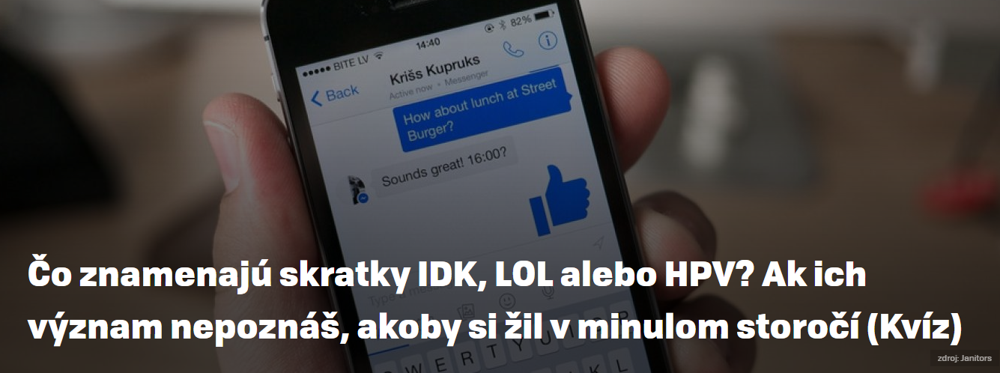 BITE LV
14:40
82%
Back
Krišs Kupruks
Active now • Messenger
How about lunch at Street
Burger?
Sounds great! 16:00?
Čo znamenajú skratky IDK, LOL alebo HPV? Ak ich
význam nepoznáš, akoby si žil v minulom storočí (Kvíz)
W E R T Y U I O P
K L
zdroj: Janitors